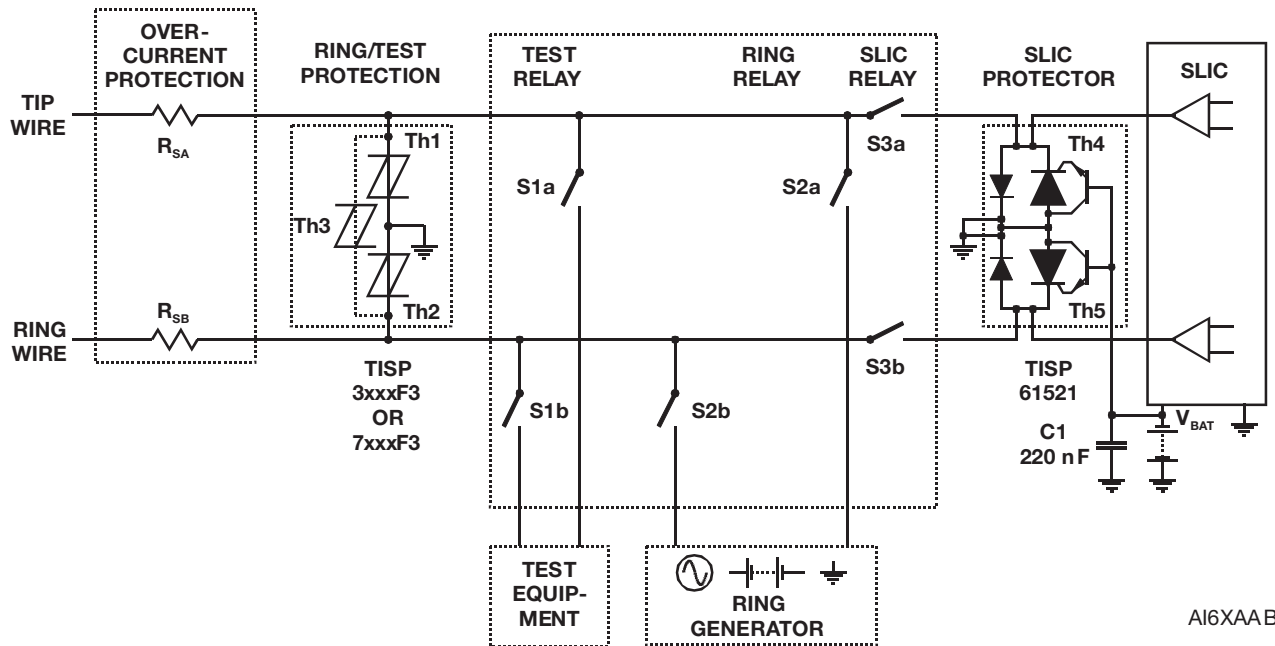 OVER-
CURRENT
PROTECTION
RING/TEST
PROTECTION
TEST
RELAY
RING
RELAY
SLIC
RELAY
SLIC
PROTECTOR
SLIC
TIP
WIRE
RSA
Th1
Th3
Th2
S1a
S2a
S3a
Th4
Th5
RING
WIRE
RSB
TISP
3xxxF3
OR
7xxxF3
S1b
S2b
S3b
TISP
61521
C1
220 nF
VBAT
TEST
EQUIP-
MENT
RING
GENERATOR
AI6XAAB